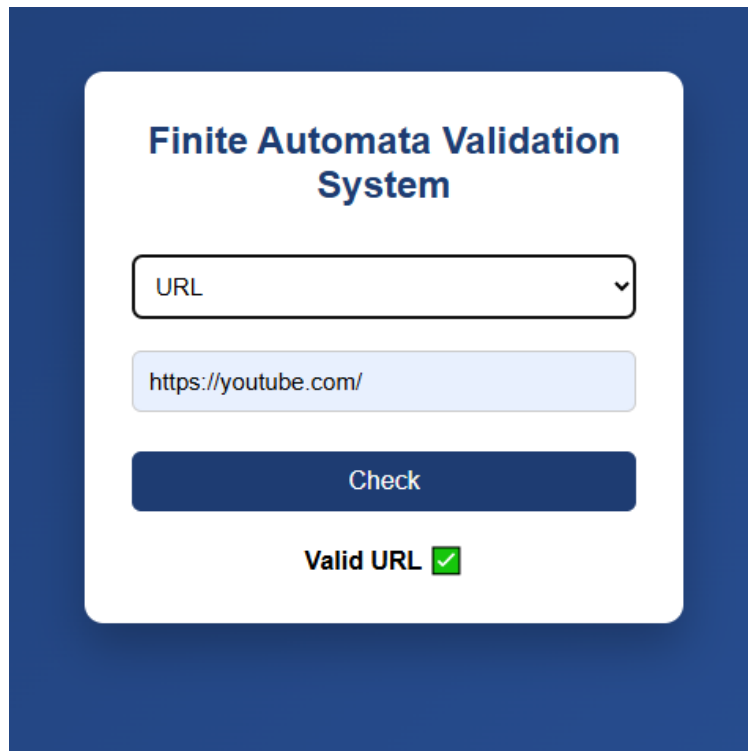 Finite Automata Validation
System
URL
https://youtube.com/
Check
Valid URL ✅